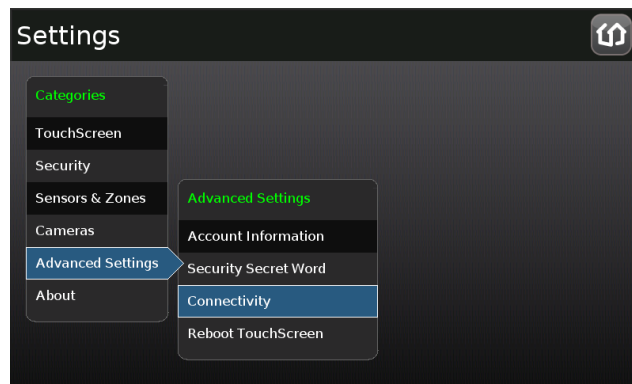 Settings
Categories
TouchScreen
Security
Sensors & Zones
Cameras
Advanced Settings
About
Advanced Settings
Account Information
Security Secret Word
Connectivity
Reboot TouchScreen